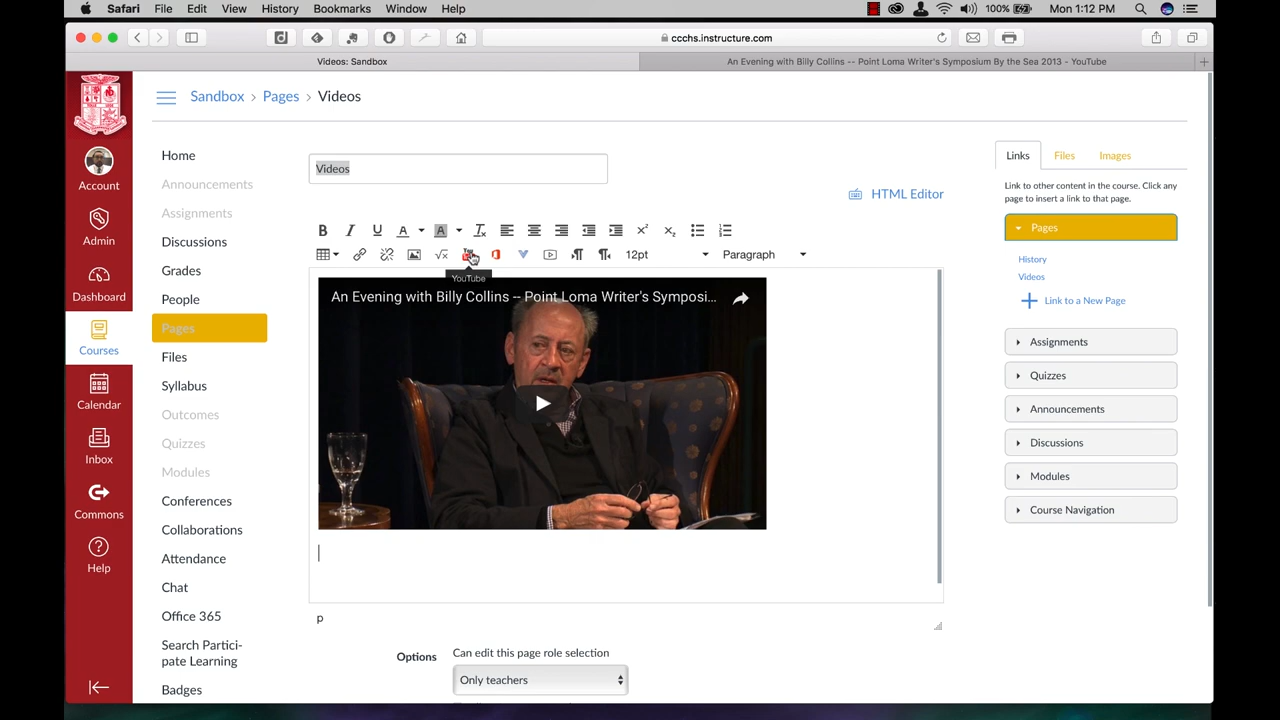 Safari File Edit View History Bookmarks Window Help 100% Mon 1:12 PM
ccchs.instructure.com
Videos: Sandbox An Evening with Billy Collins -- Point Loma Writer's Symposium By the Sea 2013 - YouTube
Sandbox > Pages > Videos
Account
Admin
Dashboard
Courses
Calendar
Inbox
Commons
Help
Home
Announcements
Assignments
Discussions
Grades
People
Pages
Files
Syllabus
Outcomes
Quizzes
Modules
Conferences
Collaborations
Attendance
Chat
Office 365
Search Partici-
pate Learning
Badges
Videos
HTML Editor
B I U A A
12pt Paragraph
YouTube
An Evening with Billy Collins -- Point Loma Writer's Symposi...
p
Options Can edit this page role selection
Only teachers
Links Files Images
Link to other content in the course. Click any
page to insert a link to that page.
Pages
History
Videos
Link to a New Page
Assignments
Quizzes
Announcements
Discussions
Modules
Course Navigation